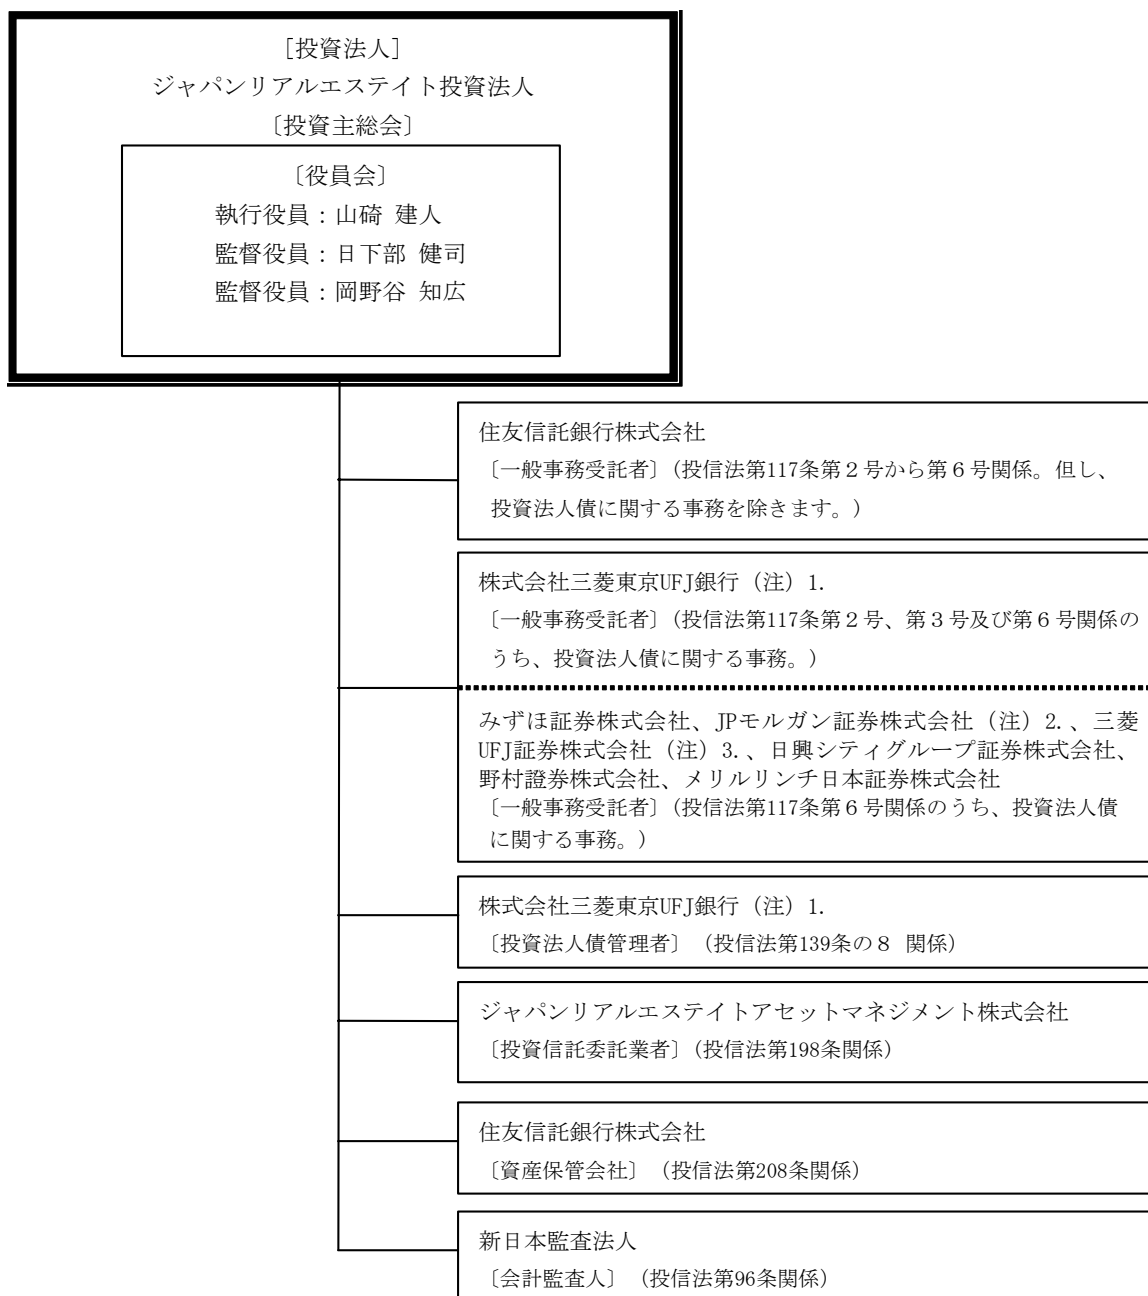 ［投資法人］
ジャパンリアルエステイト投資法人
〔投資主総会〕
〔役員会〕
執行役員：山碕 建人
監督役員：日下部 健司
監督役員：岡野谷 知広
住友信託銀行株式会社
〔一般事務受託者〕（投信法第117条第２号から第６号関係。但し、
投資法人債に関する事務を除きます。）
株式会社三菱東京UFJ銀行（注）1.
〔一般事務受託者〕（投信法第117条第２号、第３号及び第６号関係の
うち、投資法人債に関する事務。）
みずほ証券株式会社、JPモルガン証券株式会社（注）2.、三菱
UFJ証券株式会社（注）3.、日興シティグループ証券株式会社、
野村證券株式会社、メリルリンチ日本証券株式会社
〔一般事務受託者〕（投信法第117条第６号関係のうち、投資法人債
に関する事務。）
株式会社三菱東京UFJ銀行（注）1.
〔投資法人債管理者〕（投信法第139条の８ 関係）
ジャパンリアルエステイトアセットマネジメント株式会社
〔投資信託委託業者〕（投信法第198条関係）
住友信託銀行株式会社
〔資産保管会社〕（投信法第208条関係）
新日本監査法人
〔会計監査人〕（投信法第96条関係）